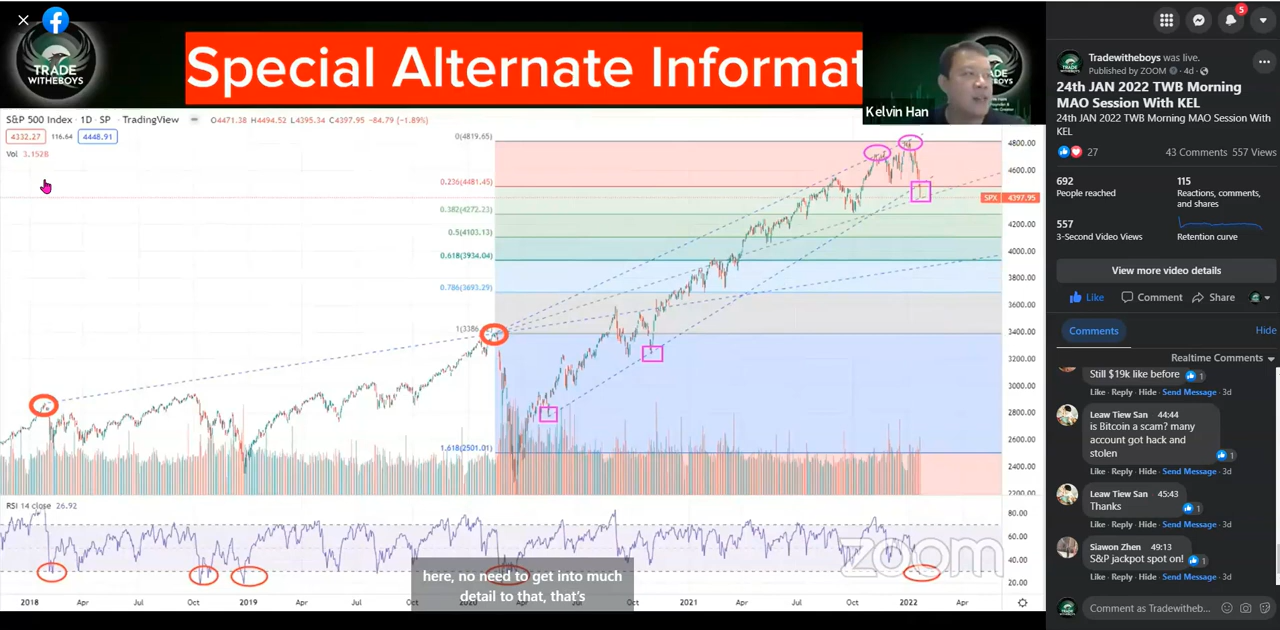 TRADE
WITHEBOYS
Special Alternate Informat
Kelvin Han
S&P 500 Index · 1D · SP · TradingView
O4471.38 H4494.52 L4395.34 C4397.95 -84.79 (-1.89%)
4332.27 116.64 4448.91
Vol 3.152B
0(4819.65)
0.236(4481.45)
0.382(4272.23)
0.5(4103.13)
0.618(3934.04)
0.786(3693.29)
1(3386
1.618(2501.01)
4800.00
4600.00
SPX 4397.95
4200.00
4000.00
3800.00
3600.00
3400.00
3200.00
3000.00
2800.00
2600.00
2400.00
2200.00
RSI 14 close 26.92
80.00
60.00
40.00
20.00
zoom
here, no need to get into much
detail to that, that's
2018 Apr Jul Oct 2019 Apr Jul Oct 2020 Apr Jul Oct 2021 Apr Jul Oct 2022 Apr
5
Tradewitheboys was live.
Published by ZOOM · 4d ·
24th JAN 2022 TWB Morning
MAO Session With KEL
24th JAN 2022 TWB Morning MAO Session With
KEL
27 43 Comments 557 Views
692
People reached
115
Reactions, comments,
and shares
557
3-Second Video Views
Retention curve
View more video details
Like Comment Share
Comments Hide
Realtime Comments
Still $19k like before 1
Like · Reply · Hide · Send Message · 3d
Leaw Tiew San 44:44
is Bitcoin a scam? many
account got hack and
stolen
1
Like · Reply · Hide · Send Message · 3d
Leaw Tiew San 45:43
Thanks
1
Like · Reply · Hide · Send Message · 3d
Siawon Zhen 49:13
S&P jackpot spot on! 1
Like · Reply · Hide · Send Message · 3d
Comment as Tradewitheb...